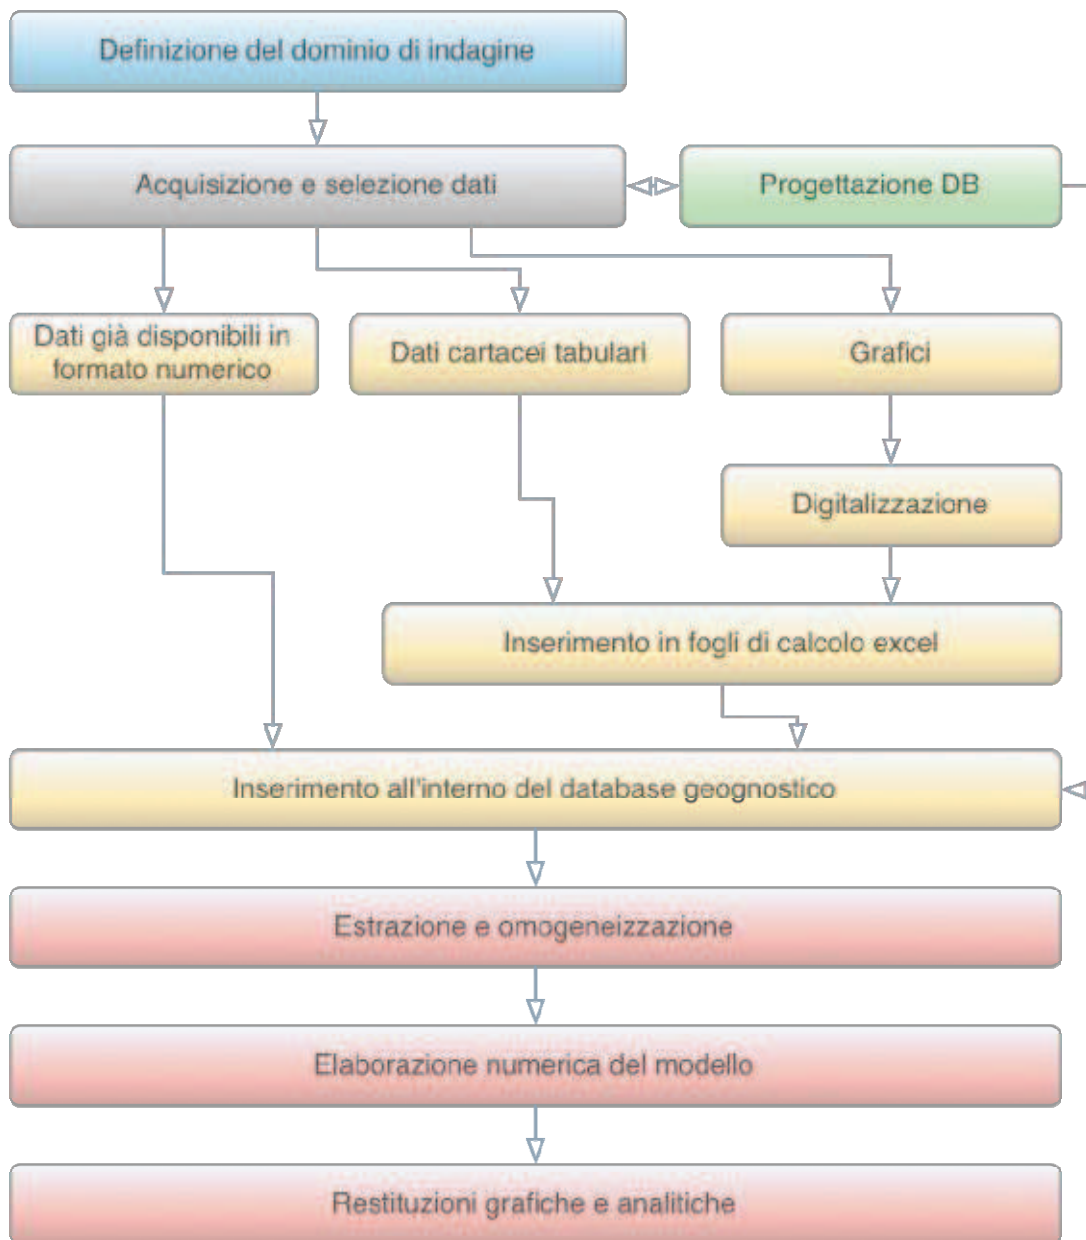 Definizione del dominio di indagine
Acquisizione e selezione dati
Progettazione DB
Dati già disponibili in
formato numerico
Dati cartacei tabulari
Grafici
Digitalizzazione
Inserimento in fogli di calcolo excel
Inserimento all'interno del database geognostico
Estrazione e omogeneizzazione
Elaborazione numerica del modello
Restituzioni grafiche e analitiche